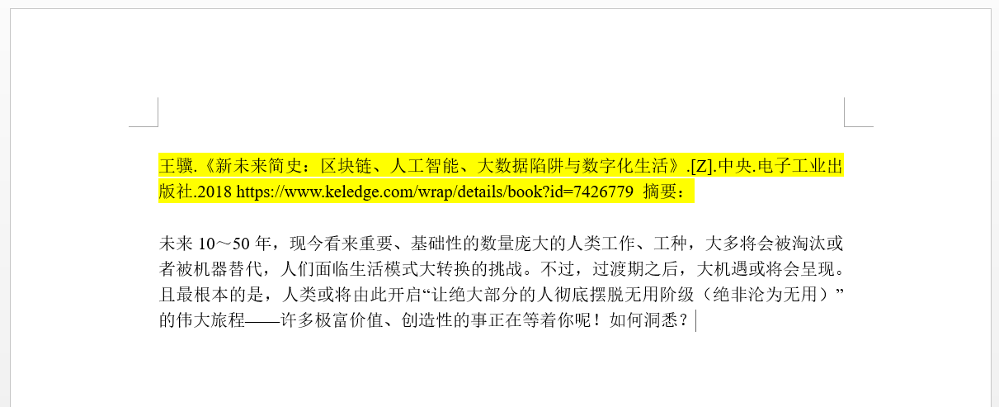 王骥.《新未来简史：区块链、人工智能、大数据陷阱与数字化生活》.[Z].中央.电子工业出
版社.2018 https://www.keledge.com/wrap/details/book?id=7426779  摘要：
未来 10～50 年，现今看来重要、基础性的数量庞大的人类工作、工种，大多将会被淘汰或
者被机器替代，人们面临生活模式大转换的挑战。不过，过渡期之后，大机遇或将会呈现。
且最根本的是，人类或将由此开启“让绝大部分的人彻底摆脱无用阶级（绝非沦为无用）”
的伟大旅程——许多极富价值、创造性的事正在等着你呢！如何洞悉？